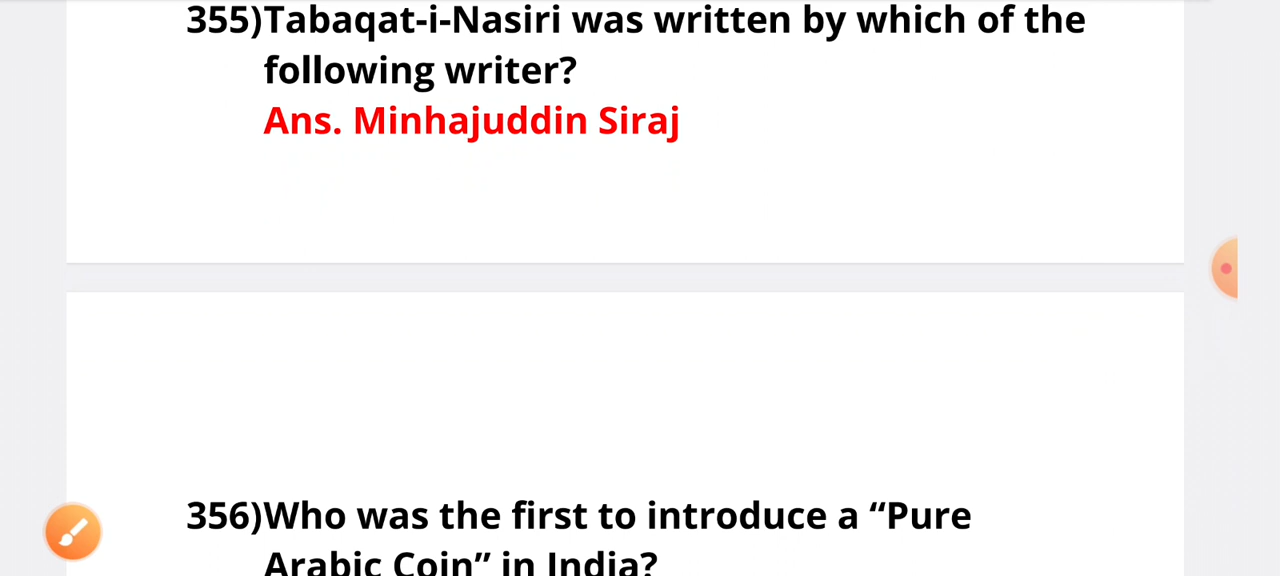 355)Tabaqat-i-Nasiri was written by which of the
following writer?
Ans. Minhajuddin Siraj
356)Who was the first to introduce a “Pure
Arabic Coin” in India?